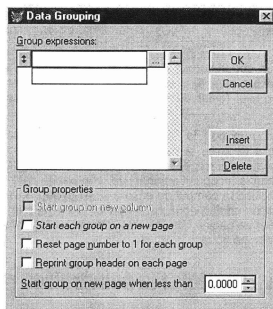 Data Grouping
Group expressions:
...
OK
Cancel
Insert
Delete
Group properties
Start group on new column
Start each group on a new page
Reset page number to 1 for each group
Reprint group header on each page
Start group on new page when less than 0.0000